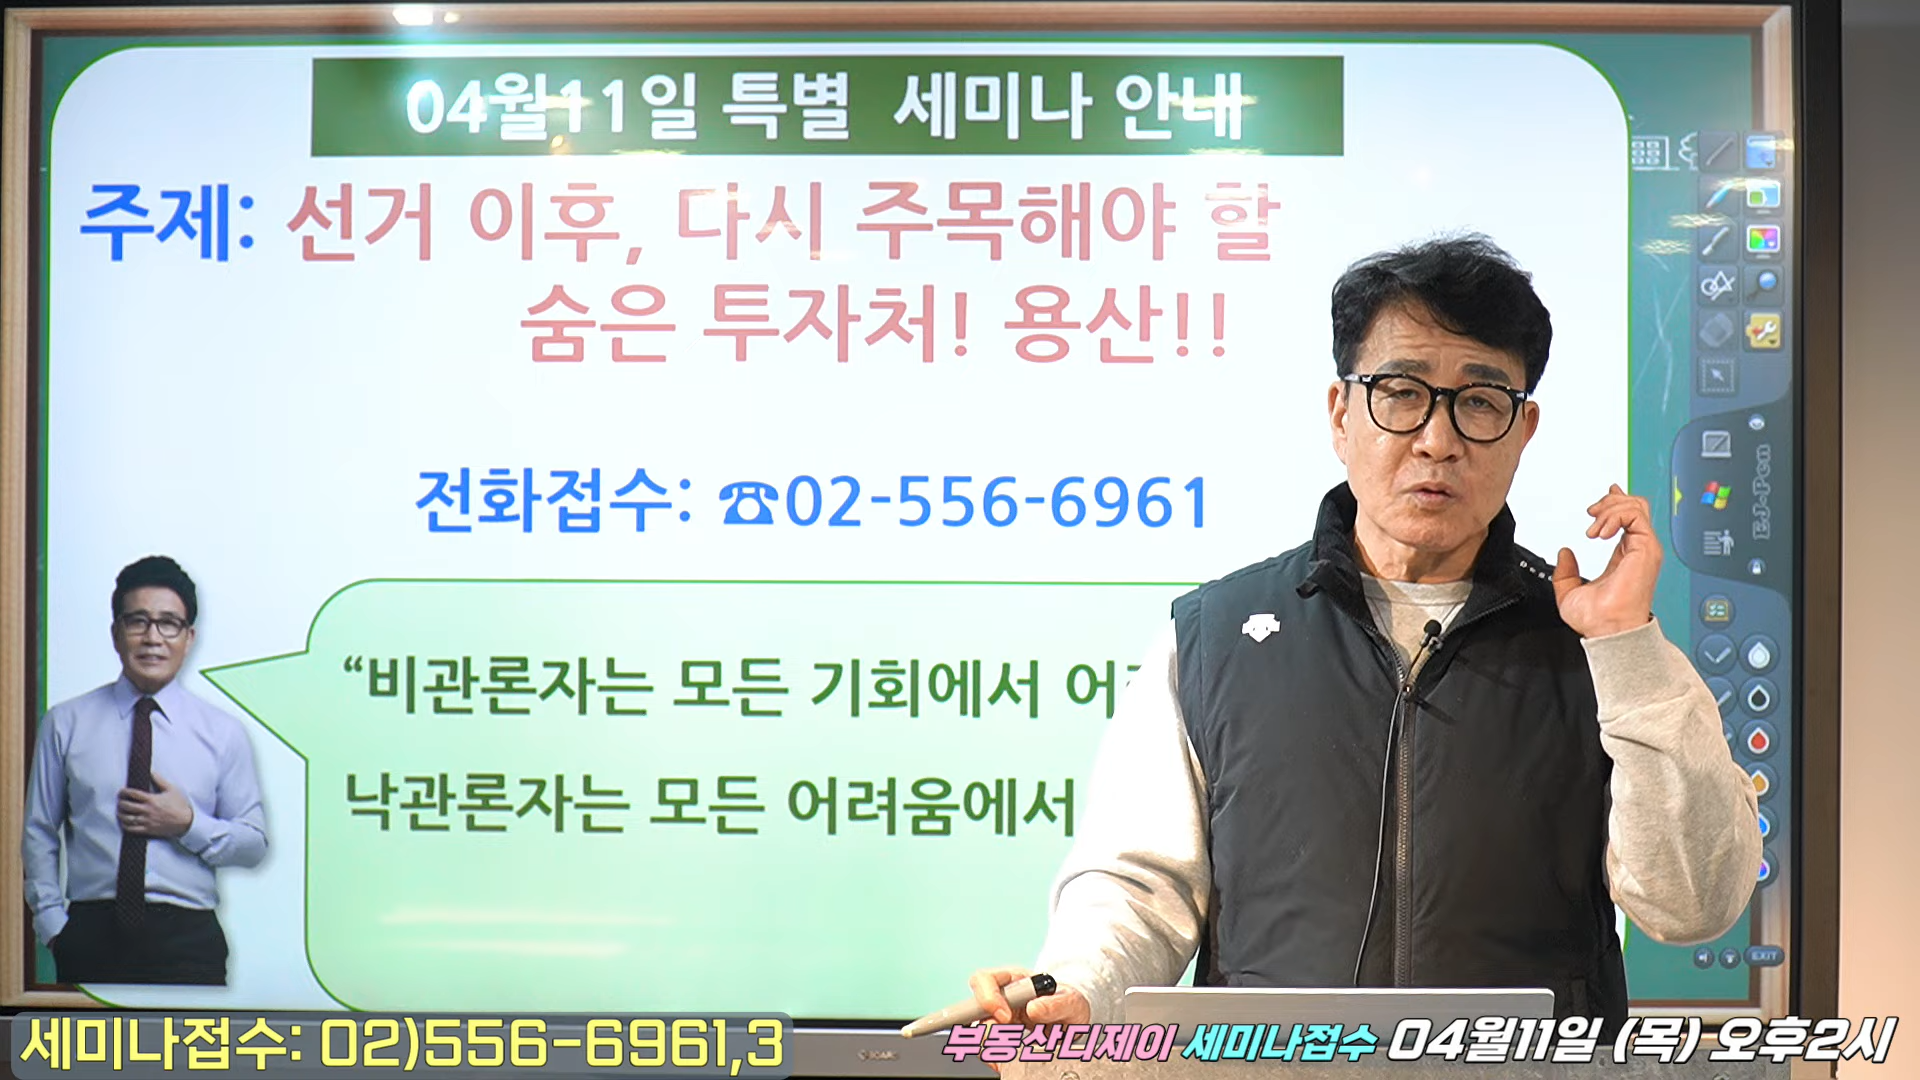 04월11일 특별 세미나 안내
주제: 선거 이후, 다시 주목해야 할
숨은 투자처! 용산!!
전화접수: ☎02-556-6961
“비관론자는 모든 기회에서
낙관론자는 모든 어려움에서
EJ-Pen
EXIT
세미나접수: 02)556-6961,3
부동산디제이 세미나접수 04월11일 (목) 오후2시